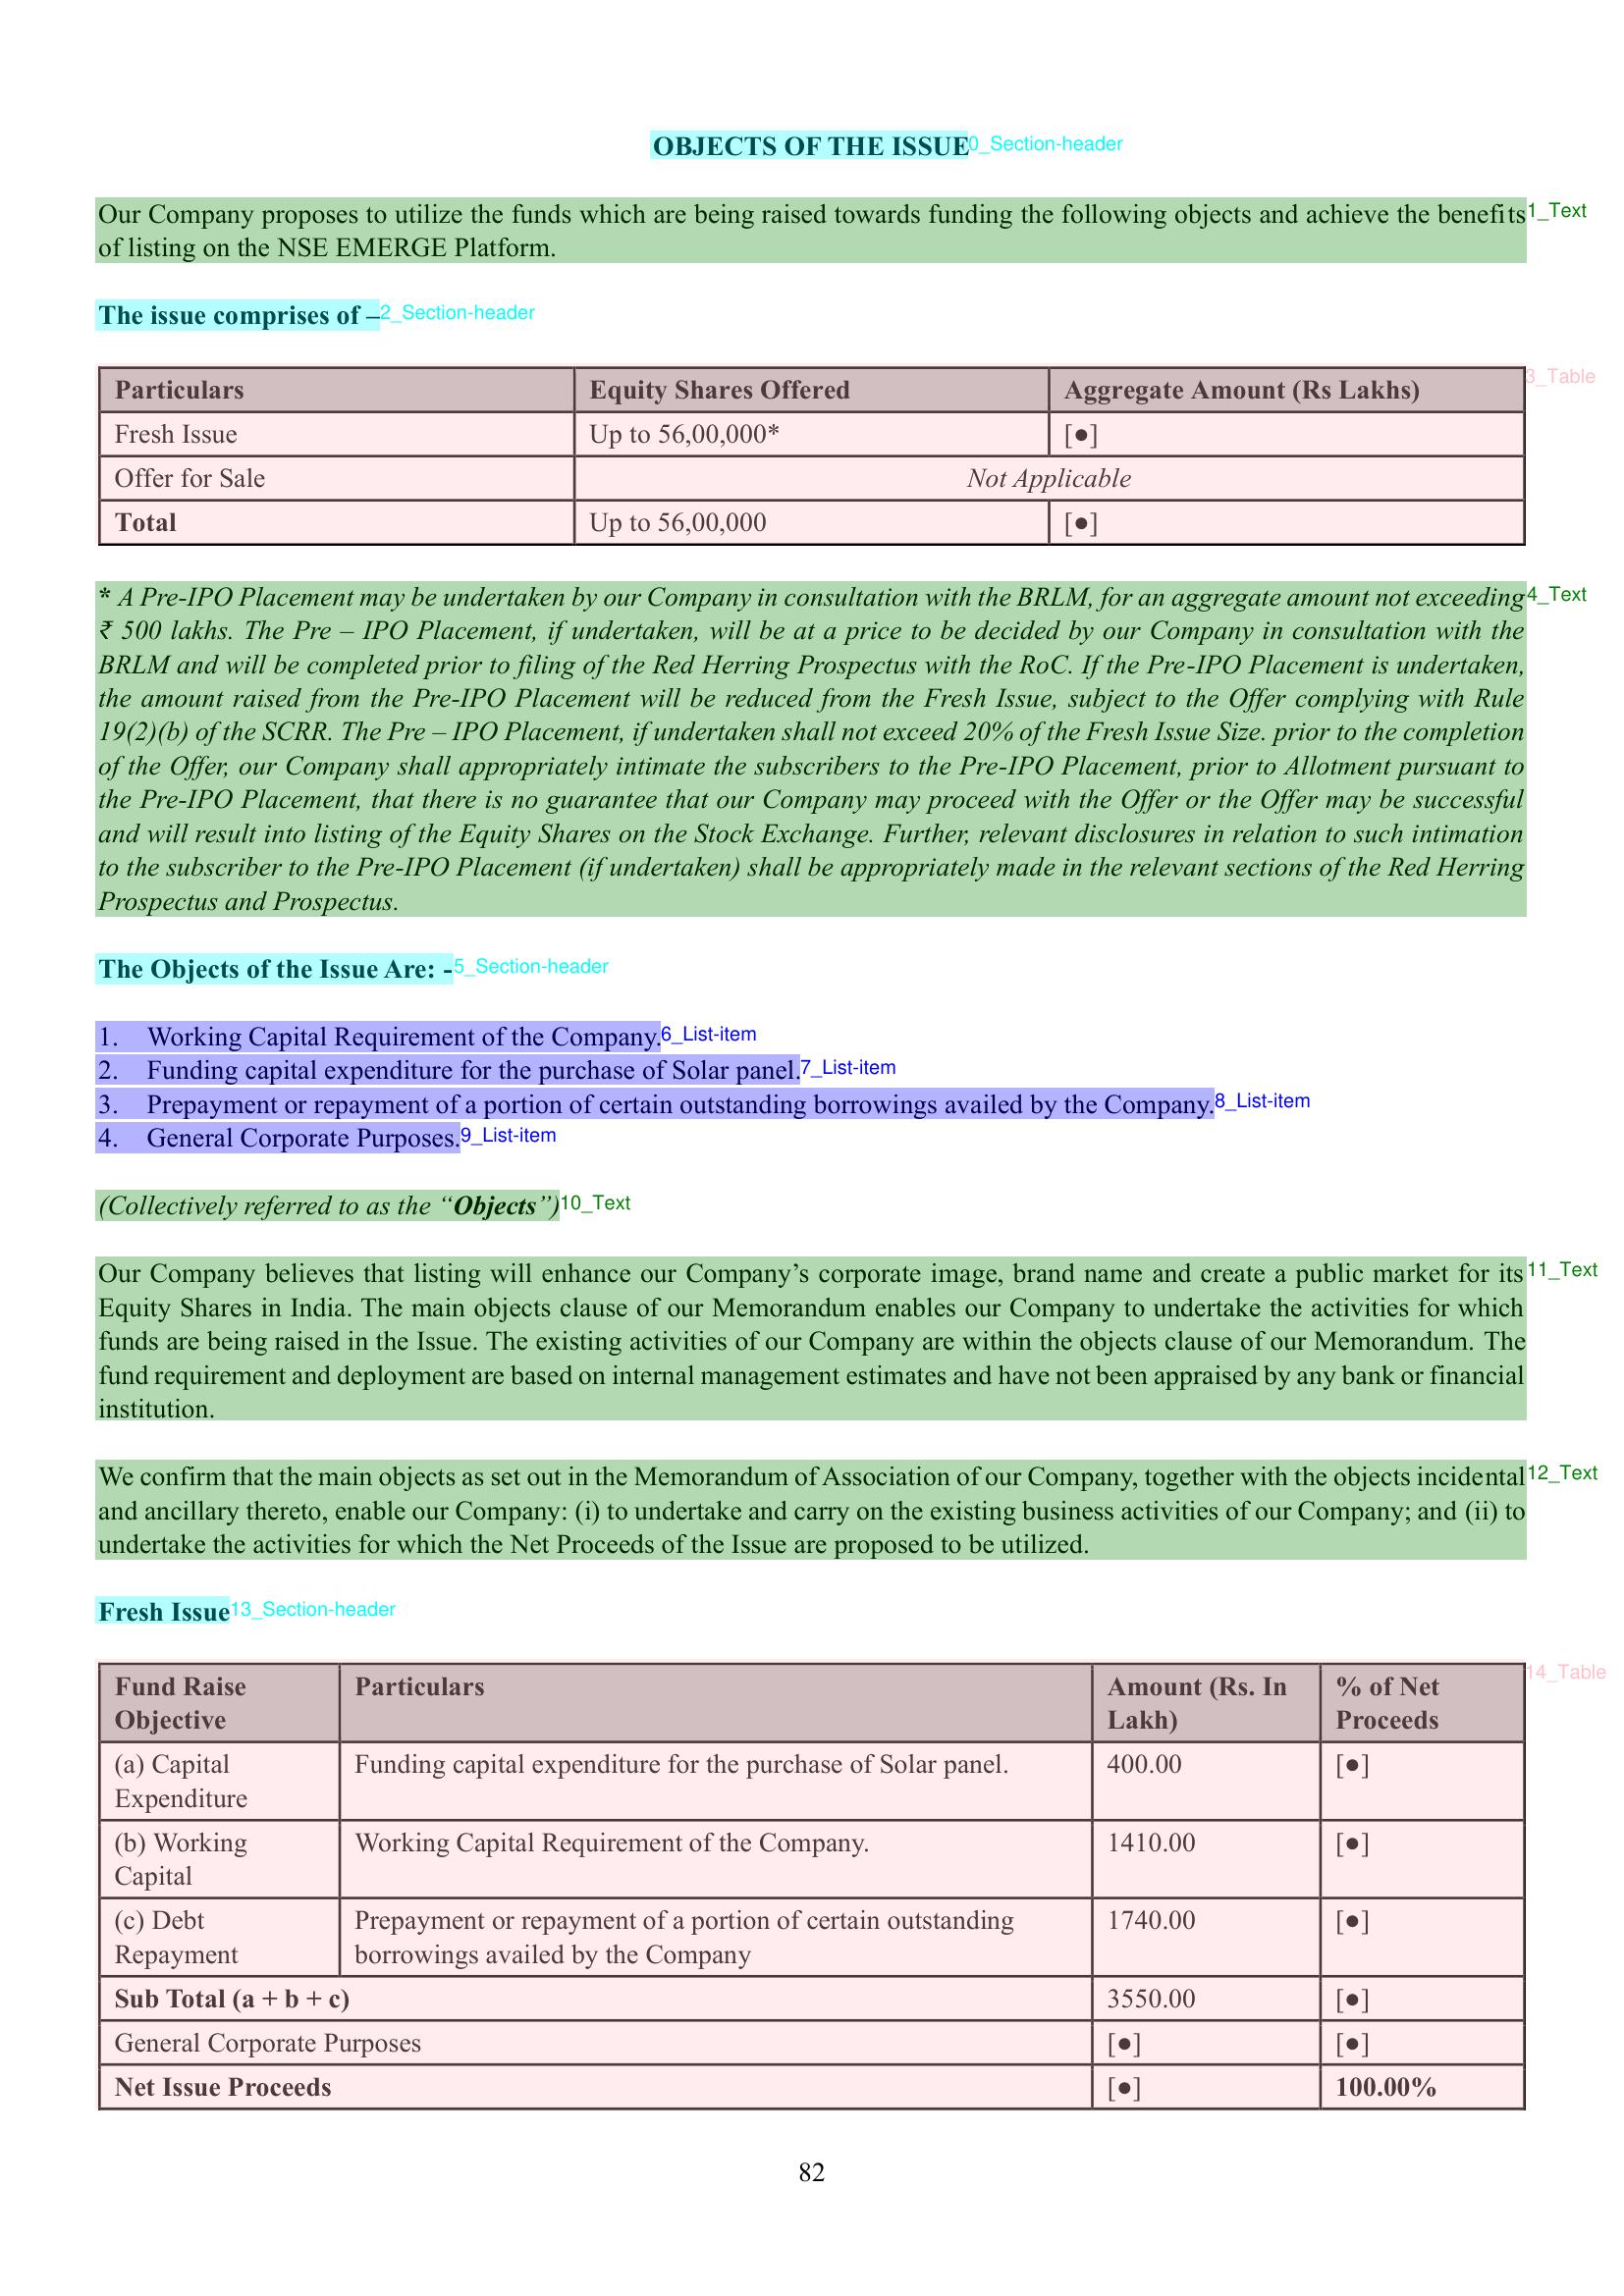 OBJECTS OF THE ISSUE 0_Section-header
Our Company proposes to utilize the funds which are being raised towards funding the following objects and achieve the benefits 1_Text
of listing on the NSE EMERGE Platform.
The issue comprises of – 2_Section-header
3_Table
Particulars Equity Shares Offered Aggregate Amount (Rs Lakhs)
Fresh Issue Up to 56,00,000* [●]
Offer for Sale Not Applicable
Total Up to 56,00,000 [●]
* A Pre-IPO Placement may be undertaken by our Company in consultation with the BRLM, for an aggregate amount not exceeding 4_Text
₹ 500 lakhs. The Pre – IPO Placement, if undertaken, will be at a price to be decided by our Company in consultation with the
BRLM and will be completed prior to filing of the Red Herring Prospectus with the RoC. If the Pre-IPO Placement is undertaken,
the amount raised from the Pre-IPO Placement will be reduced from the Fresh Issue, subject to the Offer complying with Rule
19(2)(b) of the SCRR. The Pre – IPO Placement, if undertaken shall not exceed 20% of the Fresh Issue Size. prior to the completion
of the Offer, our Company shall appropriately intimate the subscribers to the Pre-IPO Placement, prior to Allotment pursuant to
the Pre-IPO Placement, that there is no guarantee that our Company may proceed with the Offer or the Offer may be successful
and will result into listing of the Equity Shares on the Stock Exchange. Further, relevant disclosures in relation to such intimation
to the subscriber to the Pre-IPO Placement (if undertaken) shall be appropriately made in the relevant sections of the Red Herring
Prospectus and Prospectus.
The Objects of the Issue Are: - 5_Section-header
1. Working Capital Requirement of the Company. 6_List-item
2. Funding capital expenditure for the purchase of Solar panel. 7_List-item
3. Prepayment or repayment of a portion of certain outstanding borrowings availed by the Company. 8_List-item
4. General Corporate Purposes. 9_List-item
(Collectively referred to as the “Objects”) 10_Text
Our Company believes that listing will enhance our Company’s corporate image, brand name and create a public market for its 11_Text
Equity Shares in India. The main objects clause of our Memorandum enables our Company to undertake the activities for which
funds are being raised in the Issue. The existing activities of our Company are within the objects clause of our Memorandum. The
fund requirement and deployment are based on internal management estimates and have not been appraised by any bank or financial
institution.
We confirm that the main objects as set out in the Memorandum of Association of our Company, together with the objects incidental 12_Text
and ancillary thereto, enable our Company: (i) to undertake and carry on the existing business activities of our Company; and (ii) to
undertake the activities for which the Net Proceeds of the Issue are proposed to be utilized.
Fresh Issue 13_Section-header
14_Table
Fund Raise Particulars Amount (Rs. In % of Net
Objective Lakh) Proceeds
(a) Capital Funding capital expenditure for the purchase of Solar panel. 400.00 [●]
Expenditure
(b) Working Working Capital Requirement of the Company. 1410.00 [●]
Capital
(c) Debt Prepayment or repayment of a portion of certain outstanding 1740.00 [●]
Repayment borrowings availed by the Company
Sub Total (a + b + c) 3550.00 [●]
General Corporate Purposes [●] [●]
Net Issue Proceeds [●] 100.00%
82